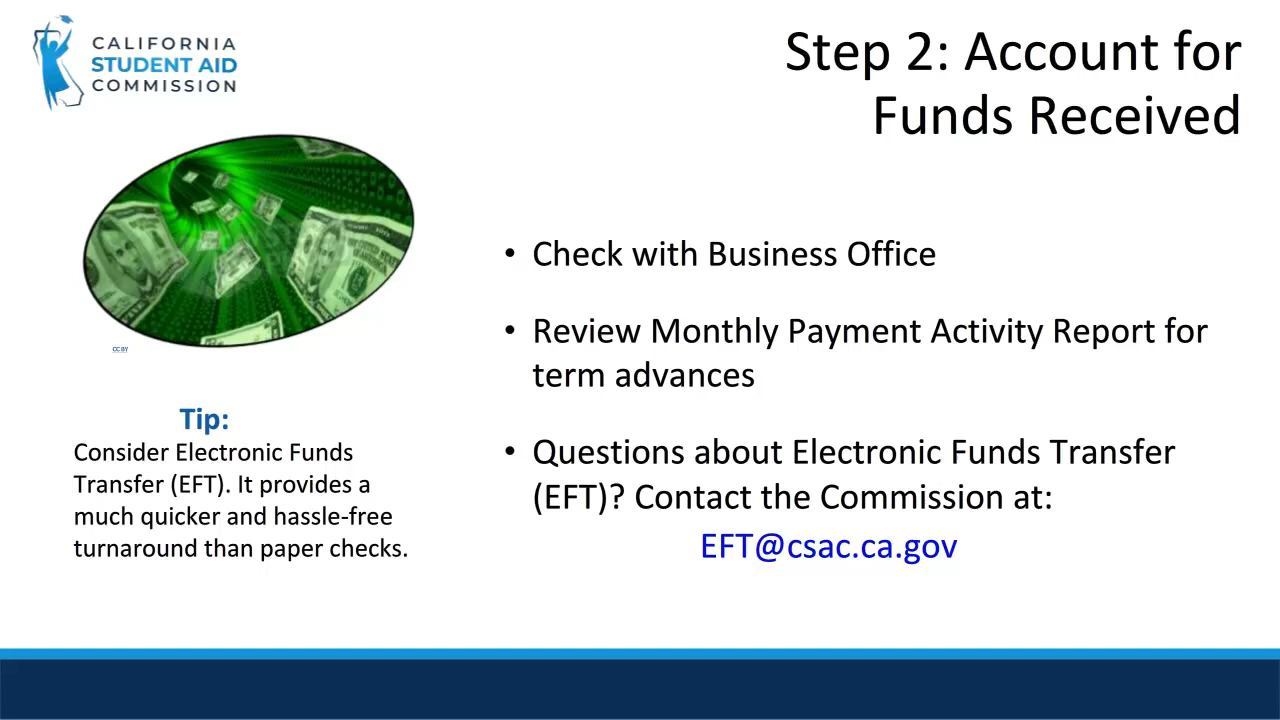 CALIFORNIA
STUDENT AID
COMMISSION
Step 2: Account for
Funds Received
CC BY
Tip:
Consider Electronic Funds
Transfer (EFT). It provides a
much quicker and hassle-free
turnaround than paper checks.
• Check with Business Office
• Review Monthly Payment Activity Report for
term advances
• Questions about Electronic Funds Transfer
(EFT)? Contact the Commission at:
EFT@csac.ca.gov